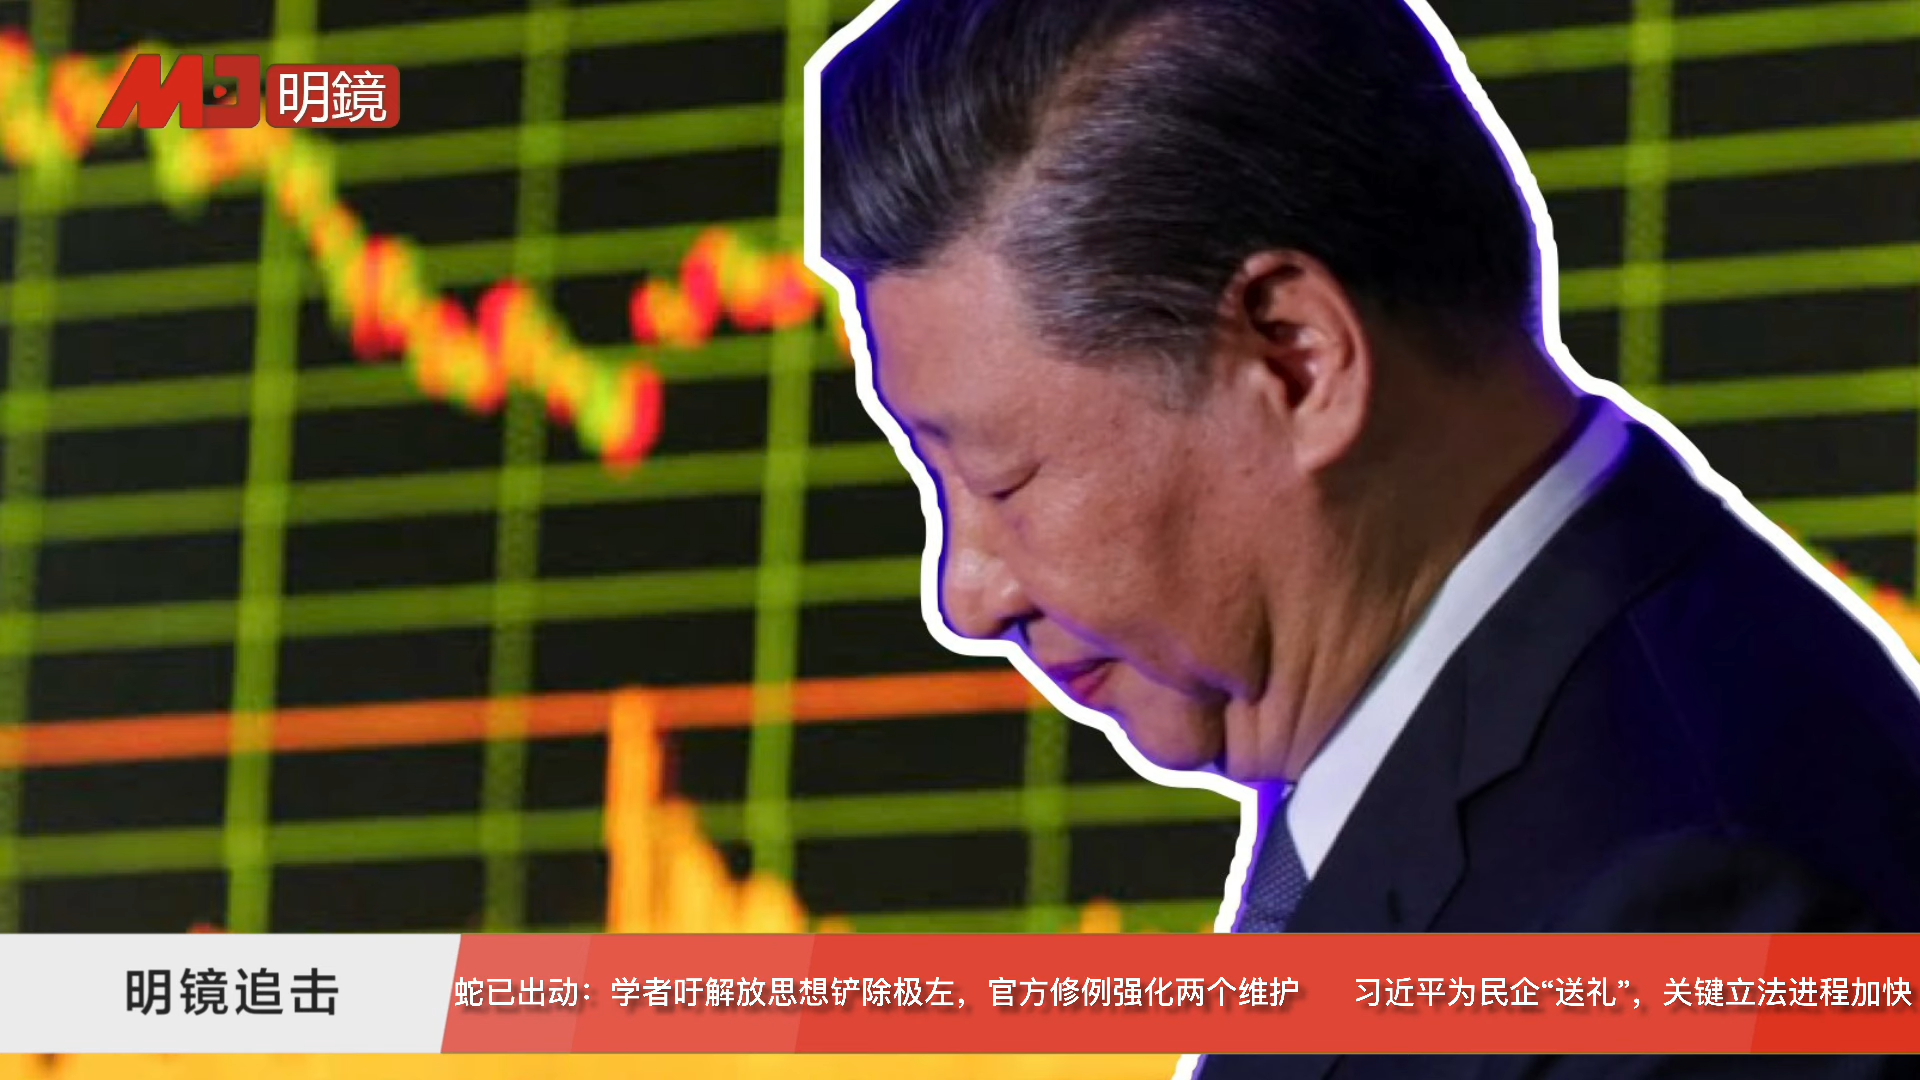 MJ 明鏡
明镜追击
蛇已出动：学者吁解放思想铲除极左，官方修例强化两个维护 习近平为民企“送礼”，关键立法进程加快